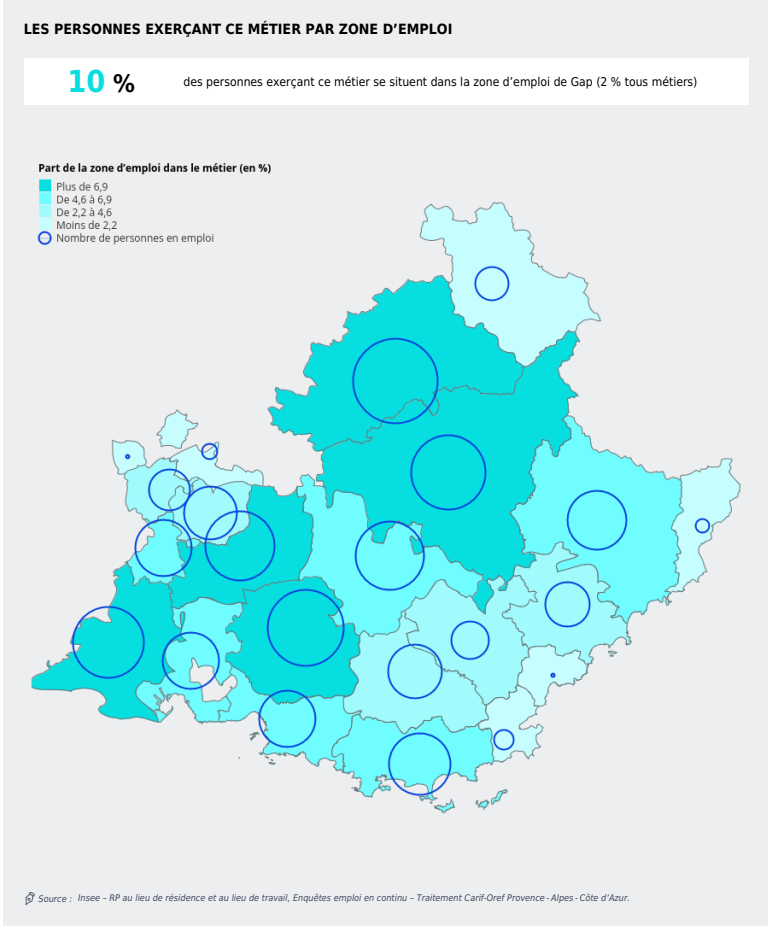 LES PERSONNES EXERÇANT CE MÉTIER PAR ZONE D’EMPLOI
10 %
des personnes exerçant ce métier se situent dans la zone d’emploi de Gap (2 % tous métiers)
Part de la zone d’emploi dans le métier (en %)
Plus de 6,9
De 4,6 à 6,9
De 2,2 à 4,6
Moins de 2,2
Nombre de personnes en emploi
Source : Insee – RP au lieu de résidence et au lieu de travail, Enquêtes emploi en continu – Traitement Carif-Oref Provence - Alpes - Côte d’Azur.